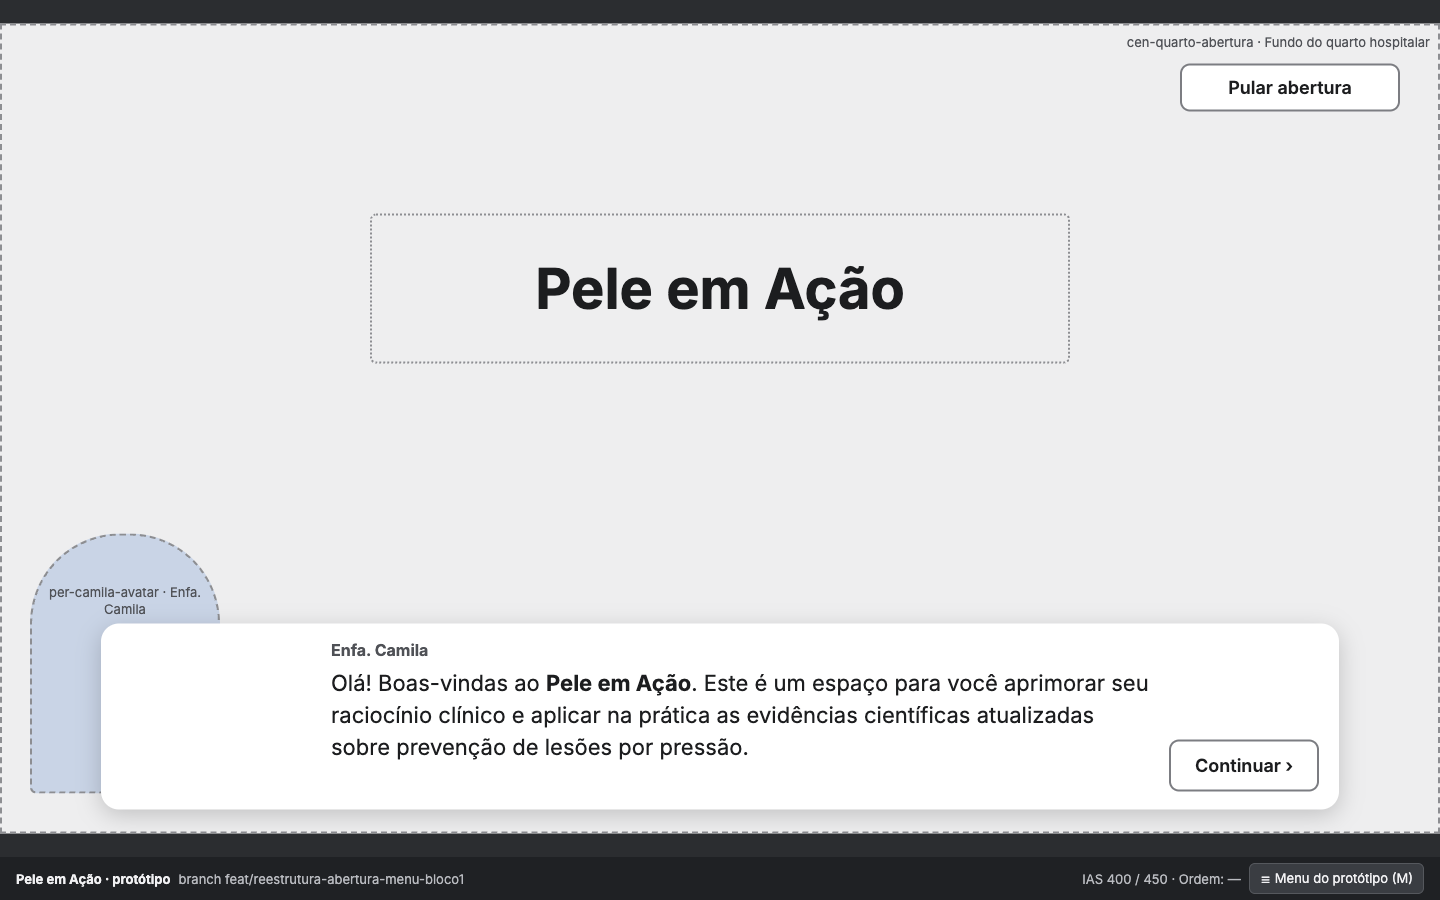 cen-quarto-abertura · Fundo do quarto hospitalar
Pular abertura
Pele em Ação
per-camila-avatar · Enfa.
Camila
Enfa. Camila
Olá! Boas-vindas ao Pele em Ação. Este é um espaço para você aprimorar seu
raciocínio clínico e aplicar na prática as evidências científicas atualizadas
sobre prevenção de lesões por pressão.
Continuar ›
Pele em Ação · protótipo branch feat/reestrutura-abertura-menu-bloco1
IAS 400 / 450 · Ordem: — ≡ Menu do protótipo (M)